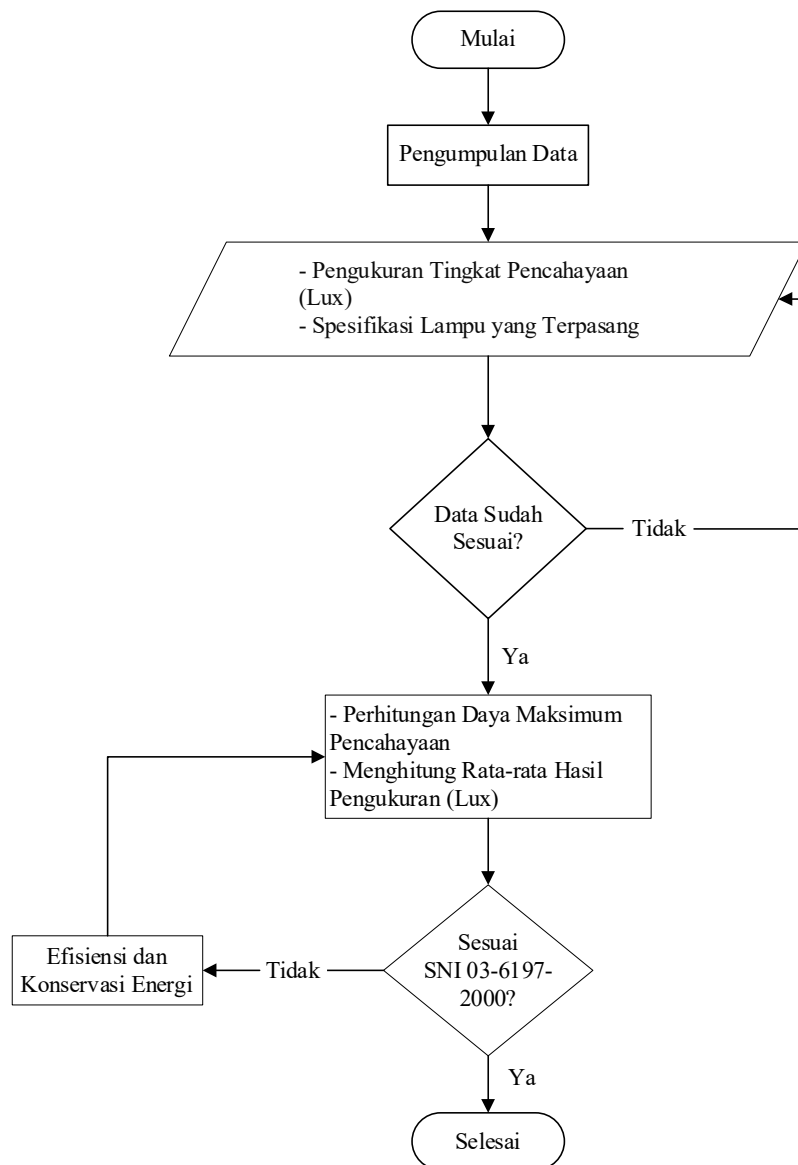 Mulai
Pengumpulan Data
- Pengukuran Tingkat Pencahayaan
(Lux)
- Spesifikasi Lampu yang Terpasang
Data Sudah
Sesuai?
Tidak
Ya
- Perhitungan Daya Maksimum
Pencahayaan
- Menghitung Rata-rata Hasil
Pengukuran (Lux)
Efisiensi dan
Konservasi Energi
Tidak
Sesuai
SNI 03-6197-
2000?
Ya
Selesai